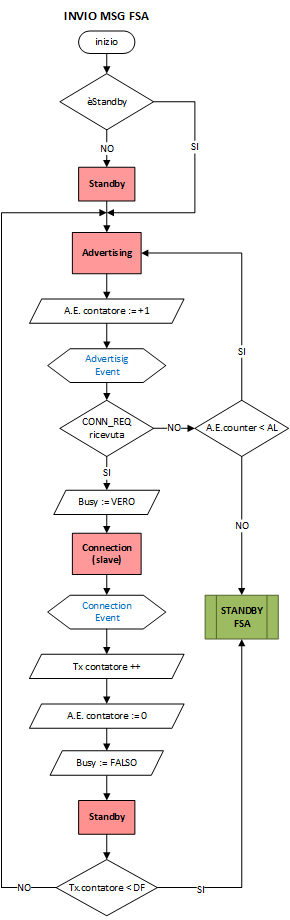 INVIO MSG FSA
inizio
èStandby
NO
SI
Standby
Advertising
A.E. contatore := +1
Advertisig
Event
SI
CONN_REQ
ricevuta
NO
A.E.counter < AL
SI
NO
Busy := VERO
Connection
(slave)
Connection
Event
STANDBY
FSA
Tx contatore ++
A.E. contatore := 0
Busy := FALSO
Standby
NO
Tx.contatore < DF
SI